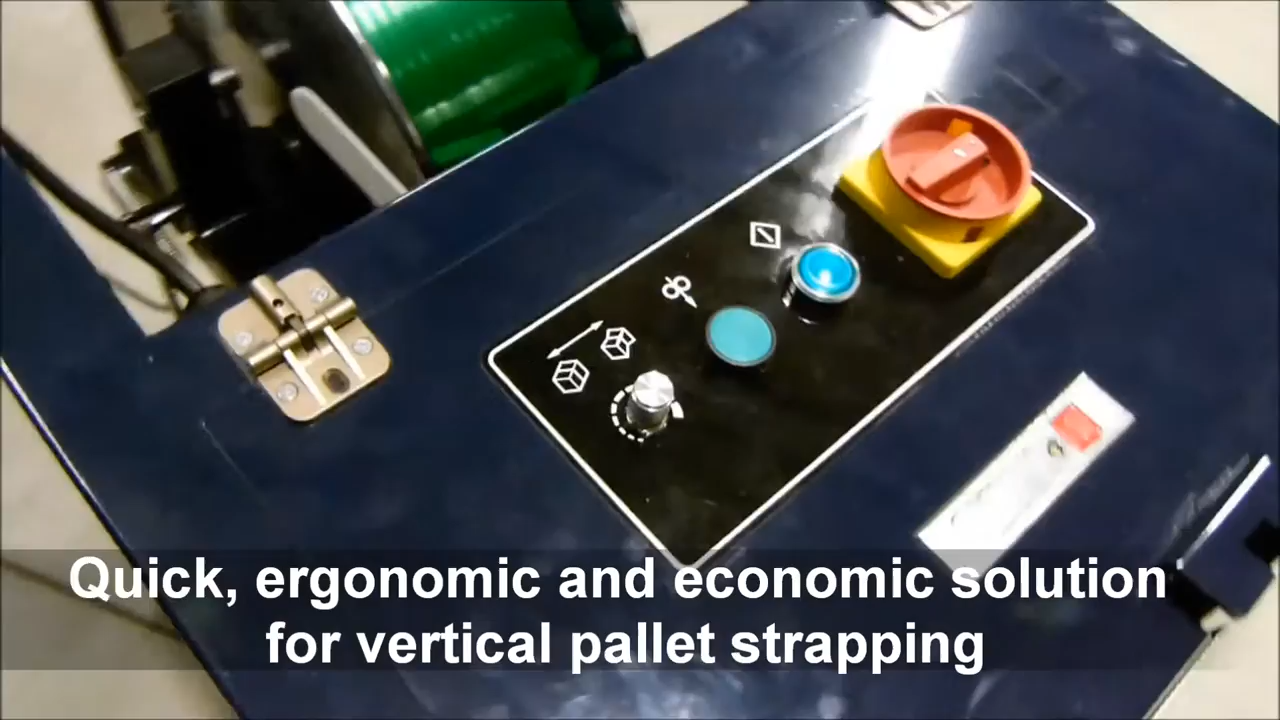 Quick, ergonomic and economic solution
for vertical pallet strapping